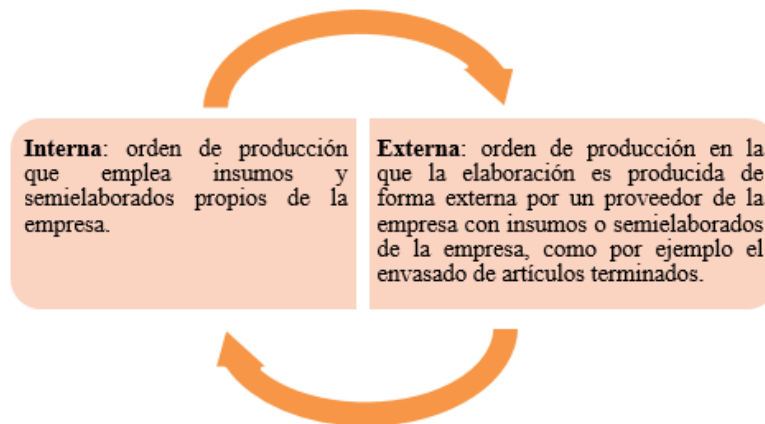 Interna: orden de producción
que emplea insumos y
semielaborados propios de la
empresa.
Externa: orden de producción en la
que la elaboración es producida de
forma externa por un proveedor de la
empresa con insumos o semielaborados
de la empresa, como por ejemplo el
envasado de artículos terminados.